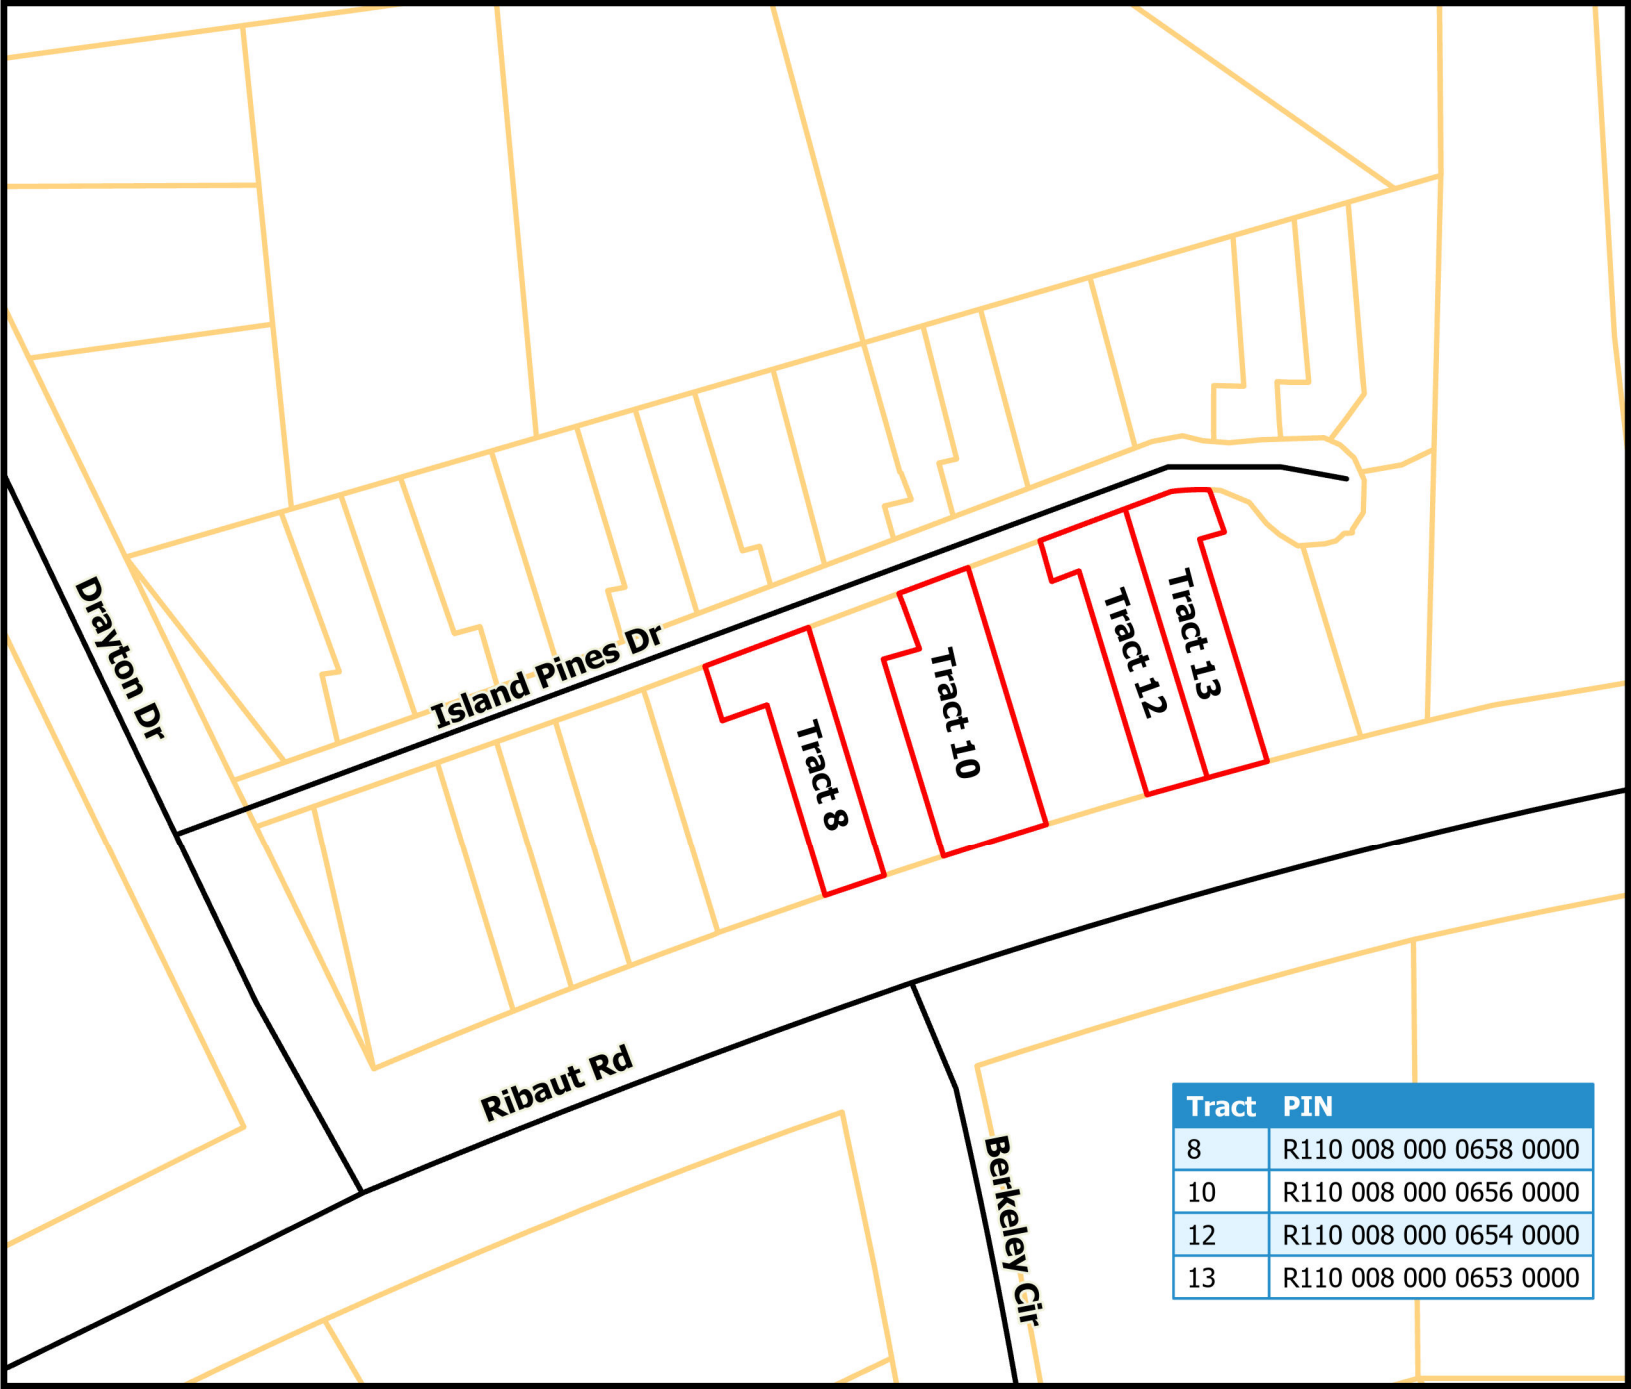 Drayton Dr
Island Pines Dr
Tract 8
Tract 10
Tract 12
Tract 13
Ribaut Rd
Berkeley Cir
Tract PIN
8 R110 008 000 0658 0000
10 R110 008 000 0656 0000
12 R110 008 000 0654 0000
13 R110 008 000 0653 0000